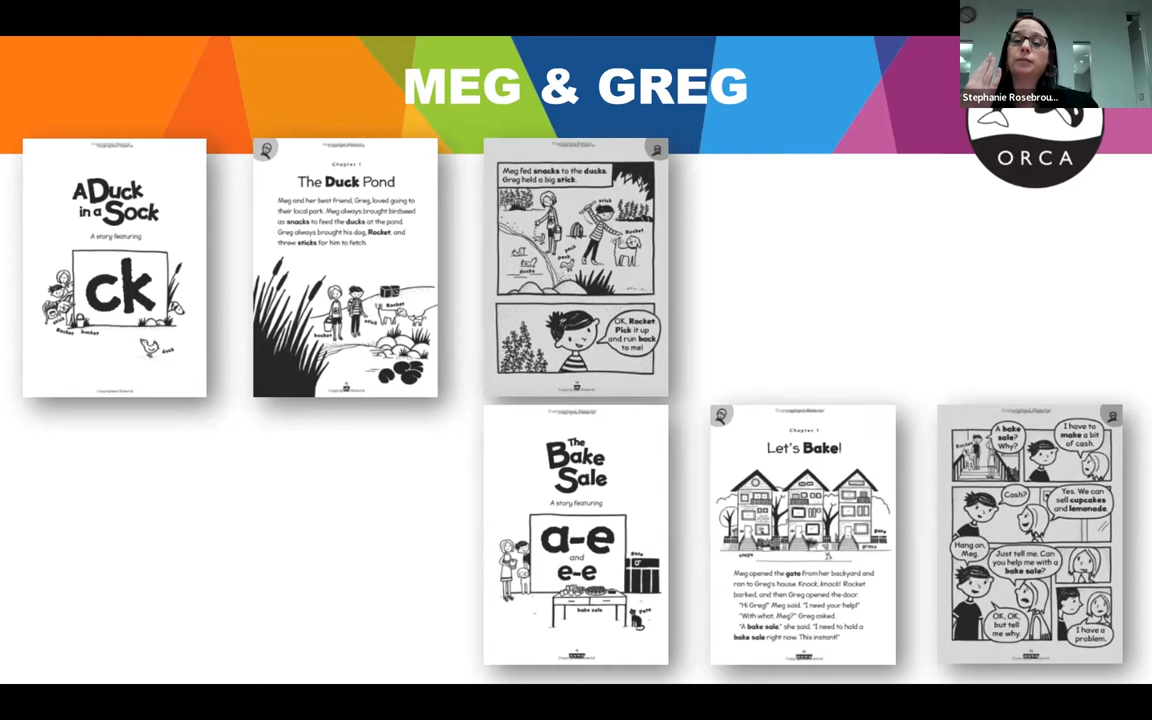 MEG & GREG
Stephanie Rosebrou...
ORCA
A Duck
in a Sock
A story featuring
ck
Rocket
bucket
duck
Chapter 1
The Duck Pond
Meg and her best friend, Greg, loved going to
their local park. Meg always brought birdseed
as snacks to feed the ducks at the pond.
Greg always brought his dog, Rocket, and
threw sticks for him to fetch.
Rocket
stick
bucket
Meg fed snacks to the ducks.
Greg held a big stick.
stick
Rocket
ducks
OK, Rocket.
Pick it up
and run back
to me!
The
Bake
Sale
A story featuring
a-e
and
e-e
bake sale
Pete
Chapter 1
Let's Bake!
steps
grass
Meg opened the gate from her backyard and
ran to Greg's house. Knock, knock! Rocket
barked, and then Greg opened the door.
"Hi Greg!" Meg said. "I need your help!"
"With what, Meg?" Greg asked.
"A bake sale," she said. "I need to hold a
bake sale right now. This instant!"
Rocket
A bake
sale?
Why?
I have to
make a bit
of cash.
Cash?
Yes. We can
sell cupcakes
and lemonade.
Hang on,
Meg.
Just tell me. Can
you help me with a
bake sale?
OK, OK,
but tell
me why.
I have a
problem.